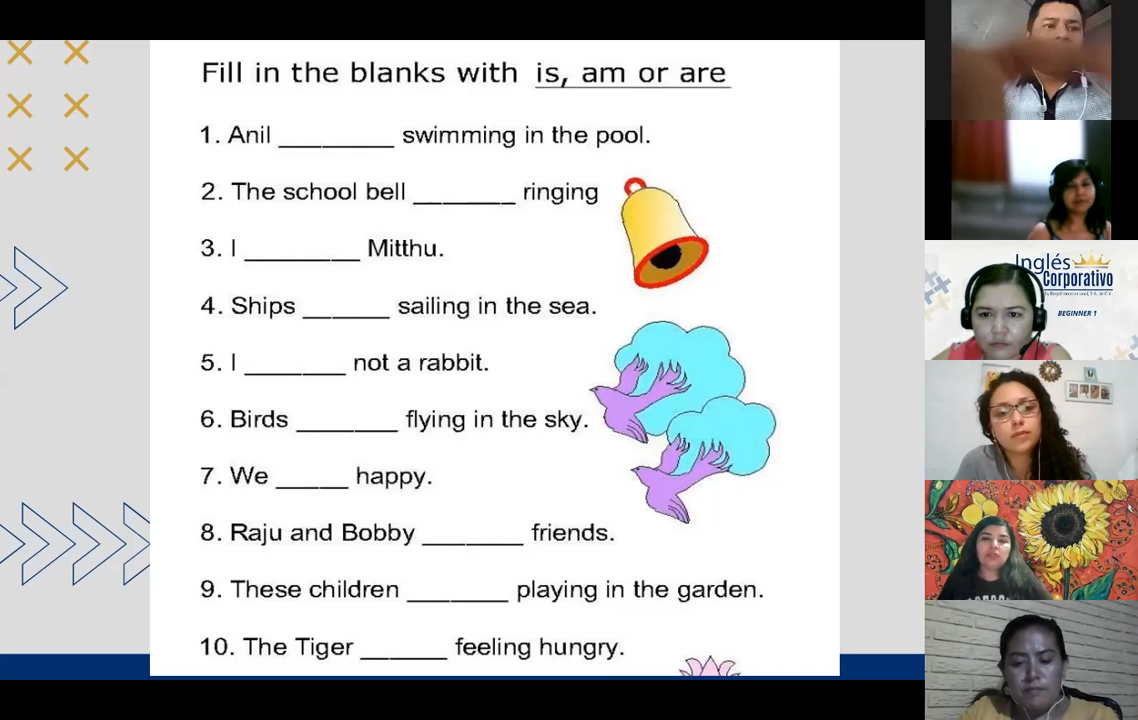 Fill in the blanks with is, am or are
1. Anil ________ swimming in the pool.
2. The school bell _______ ringing
3. I ________ Mitthu.
4. Ships ______ sailing in the sea.
5. I _______ not a rabbit.
6. Birds _______ flying in the sky.
7. We _____ happy.
8. Raju and Bobby _______ friends.
9. These children _______ playing in the garden.
10. The Tiger ______ feeling hungry.
Inglés
Corporativo
BEGINNER 1